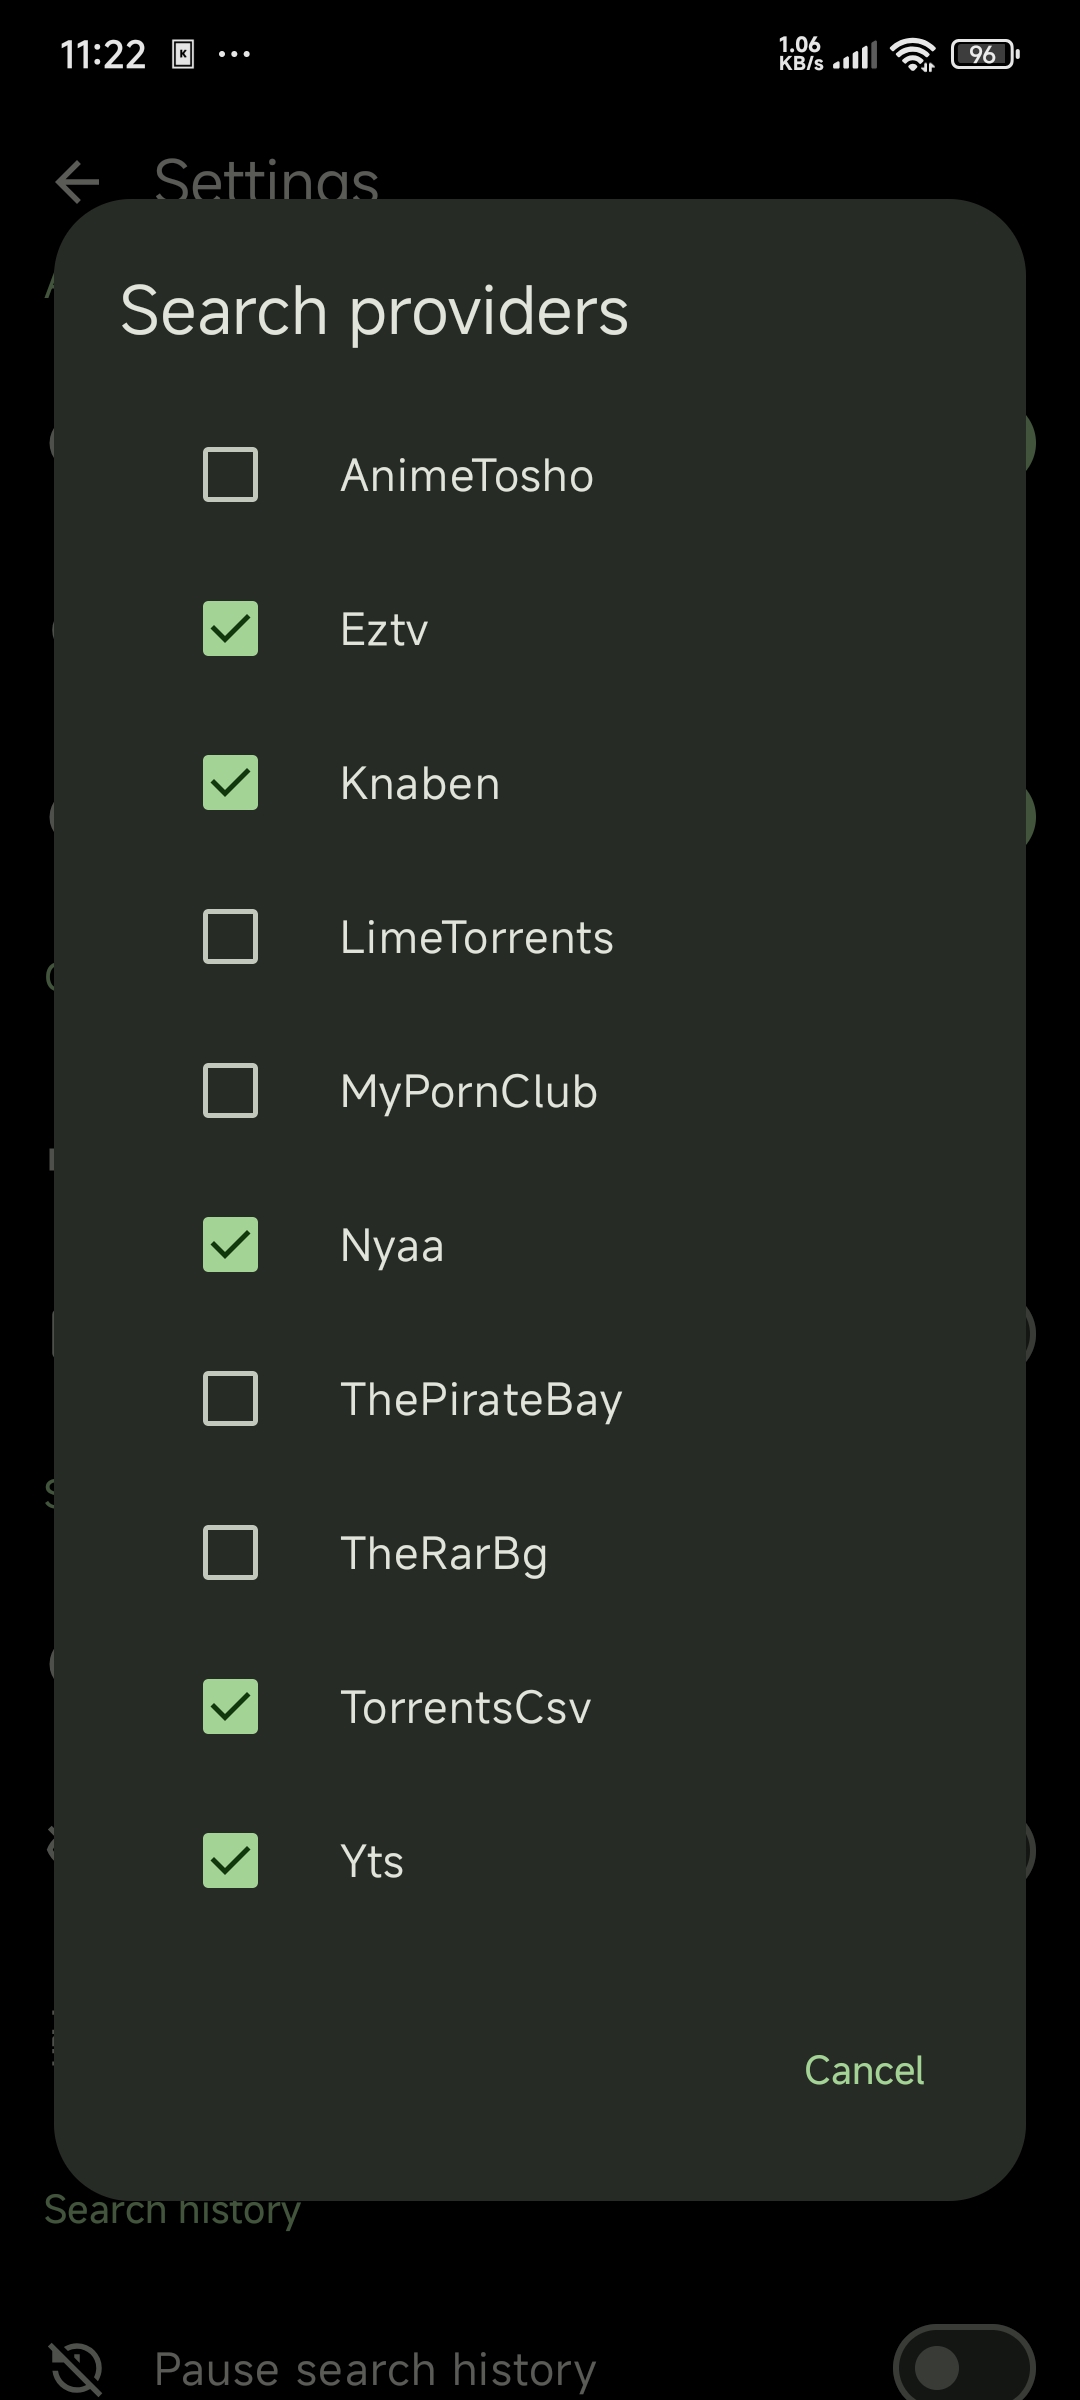 11:22
1.06
KB/s
96
Settings
Search providers
AnimeTosho
Eztv
Knaben
LimeTorrents
MyPornClub
Nyaa
ThePirateBay
TheRarBg
TorrentsCsv
Yts
Cancel
Search history
Pause search history